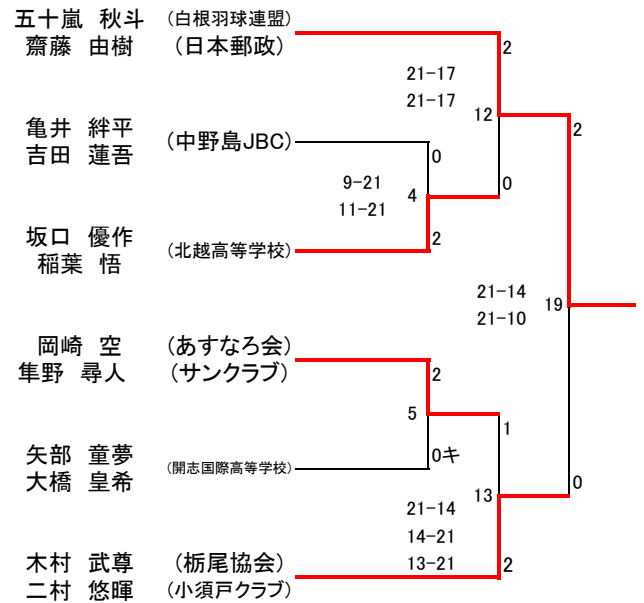 五十嵐 秋斗 (白根羽球連盟)
齋藤 由樹 (日本郵政)
2
21-17
21-17
12
2
亀井 絆平
吉田 蓮吾
(中野島JBC)
0
9-21
11-21
4
0
坂口 優作
稲葉 悟
(北越高等学校)
2
21-14
21-10
19
岡崎 空 (あすなろ会)
隼野 尋人 (サンクラブ)
2
5
1
矢部 童夢
大橋 皇希
(開志国際高等学校)
0キ
13
0
21-14
14-21
13-21
木村 武尊 (栃尾協会)
二村 悠暉 (小須戸クラブ)
2